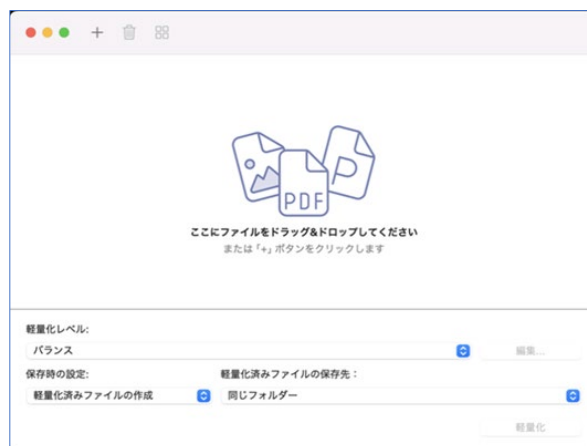 PDF
P
ここにファイルをドラッグ&ドロップしてください
または「+」ボタンをクリックします
軽量化レベル:
バランス
編集...
保存時の設定:
軽量化済みファイルの保存先：
軽量化済みファイルの作成
同じフォルダー
軽量化